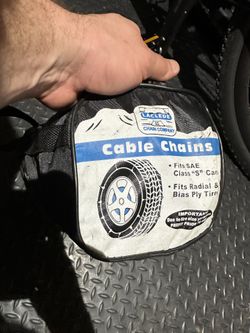 LACLEDE
CHAIN COMPANY
Cable Chains
• Fits SAE
Class "S" Cars
• Fits Radial &
Bias Ply Tires
IMPORTANT